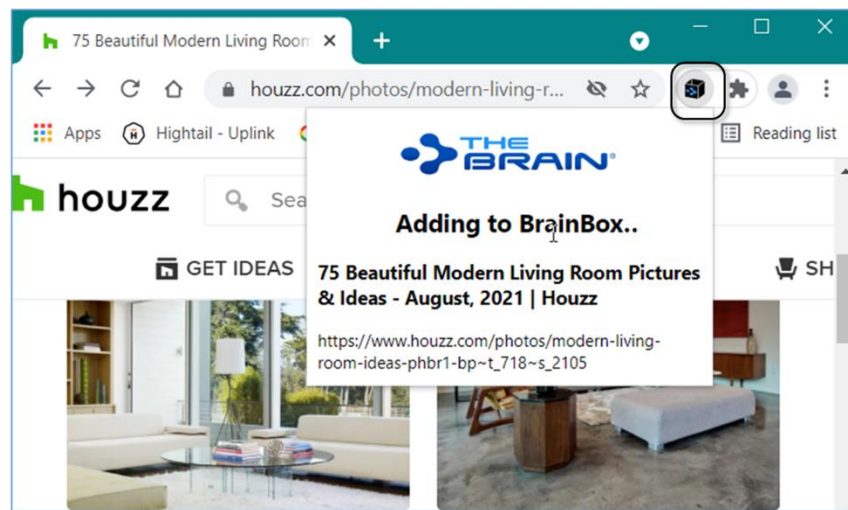 75 Beautiful Modern Living Room
houzz.com/photos/modern-living-r...
Apps
Hightail - Uplink
Reading list
THE
BRAIN
Adding to BrainBox..
houzz
Sea
GET IDEAS
SH
75 Beautiful Modern Living Room Pictures
& Ideas - August, 2021 | Houzz
https://www.houzz.com/photos/modern-living-
room-ideas-phbr1-bp~t_718~s_2105